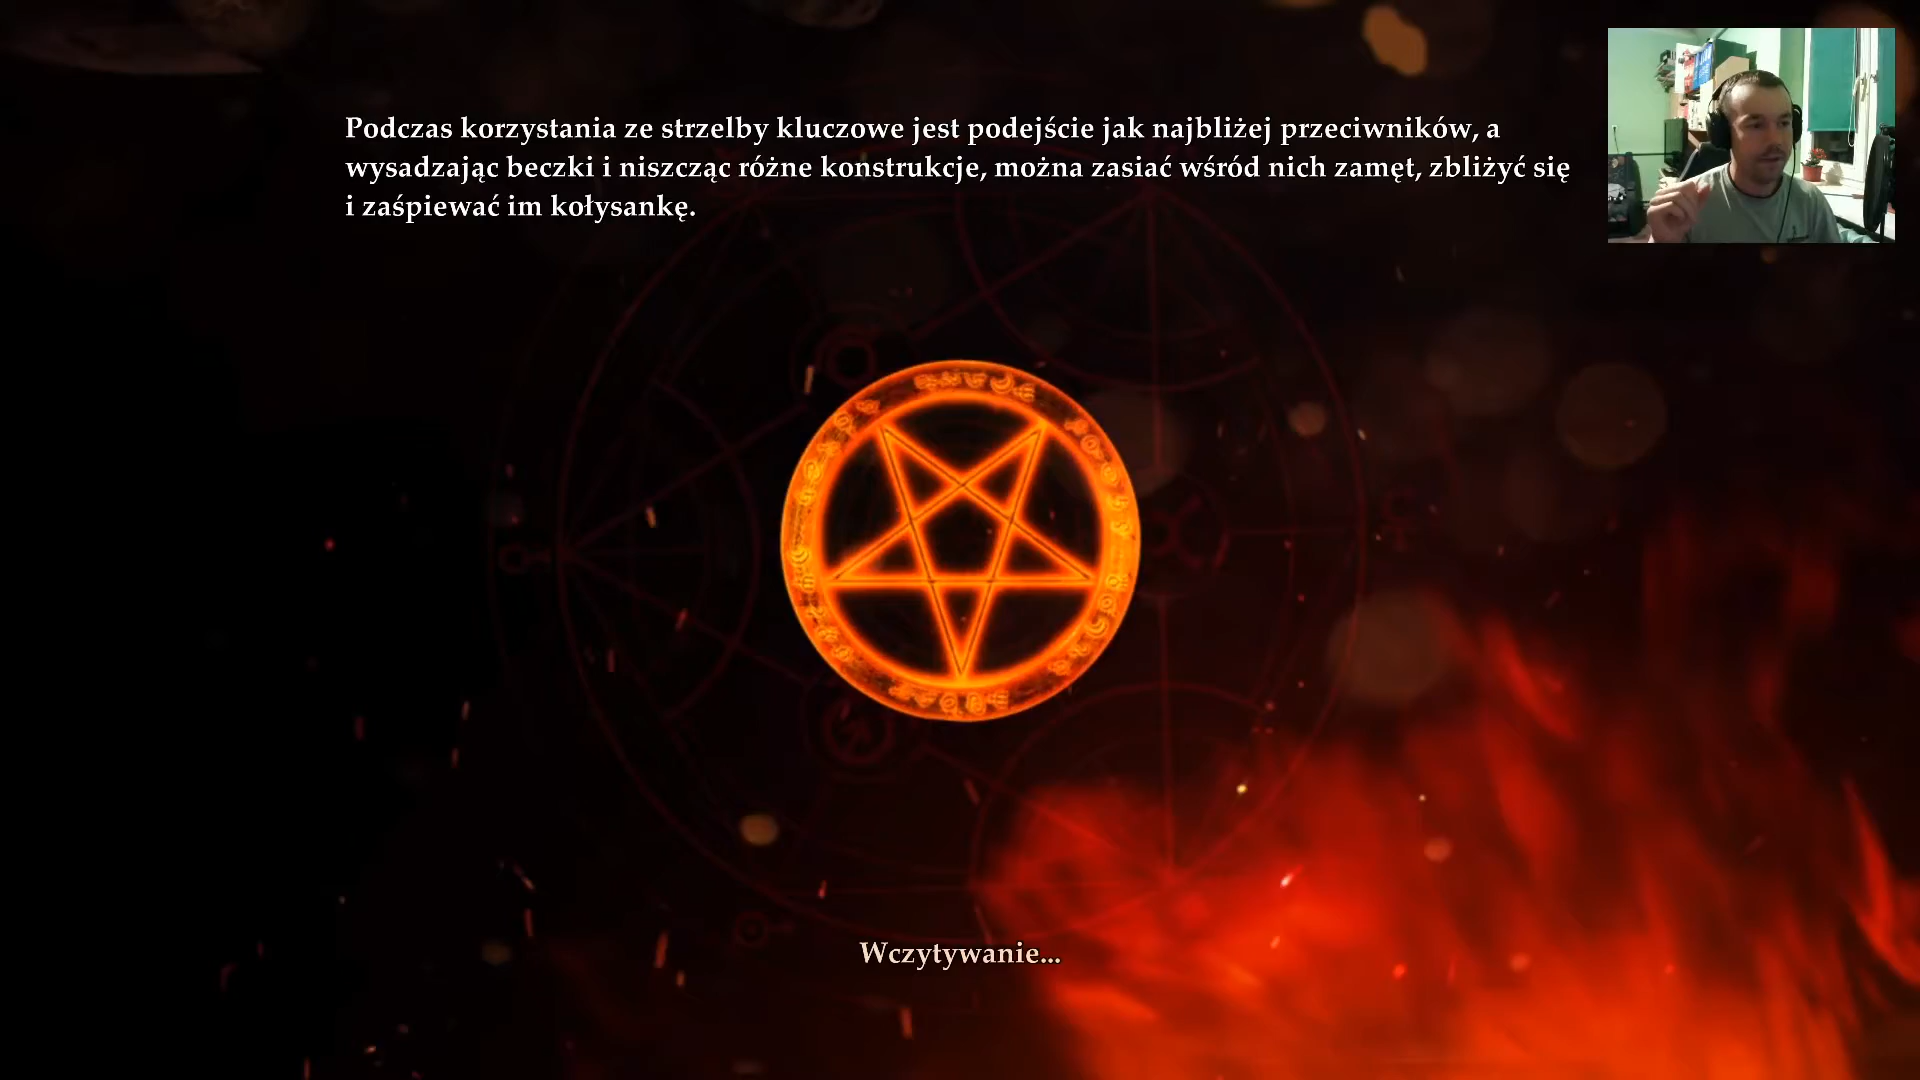 Podczas korzystania ze strzelby kluczowe jest podejście jak najbliżej przeciwników, a
wysadzając beczki i niszcząc różne konstrukcje, można zasiać wśród nich zamęt, zbliżyć się
i zaśpiewać im kołysankę.
Wczytywanie...